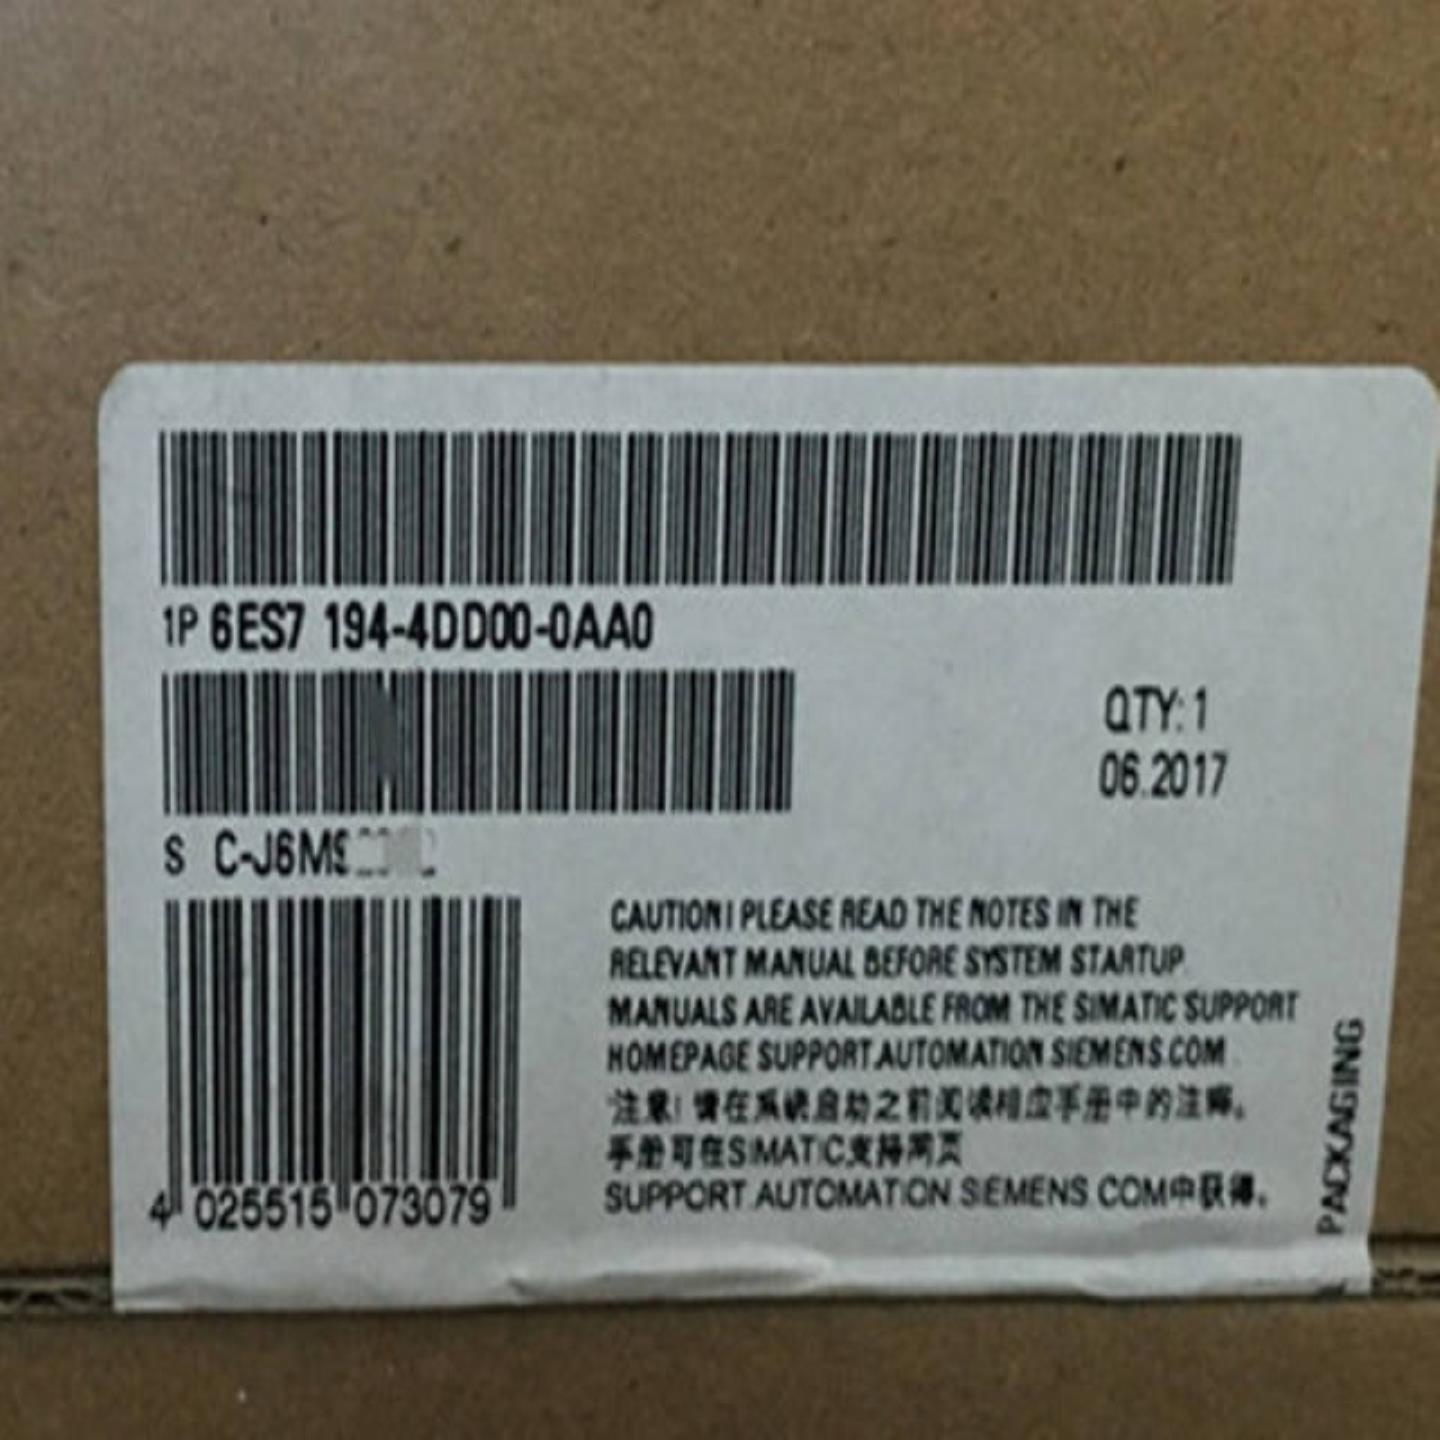 1P 6ES7 194-4DD00-0AA0
QTY: 1
06.2017
S C-J6M9
CAUTION! PLEASE READ THE NOTES IN THE
RELEVANT MANUAL BEFORE SYSTEM STARTUP
MANUALS ARE AVAILABLE FROM THE SIMATIC SUPPORT
HOMEPAGE SUPPORT.AUTOMATION.SIEMENS.COM
注意! 请在系统启动之前阅读相应手册中的注释。
手册可在SIMATIC支持网页
SUPPORT.AUTOMATION.SIEMENS.COM中获得。
4 025515 073079
PACKAGING